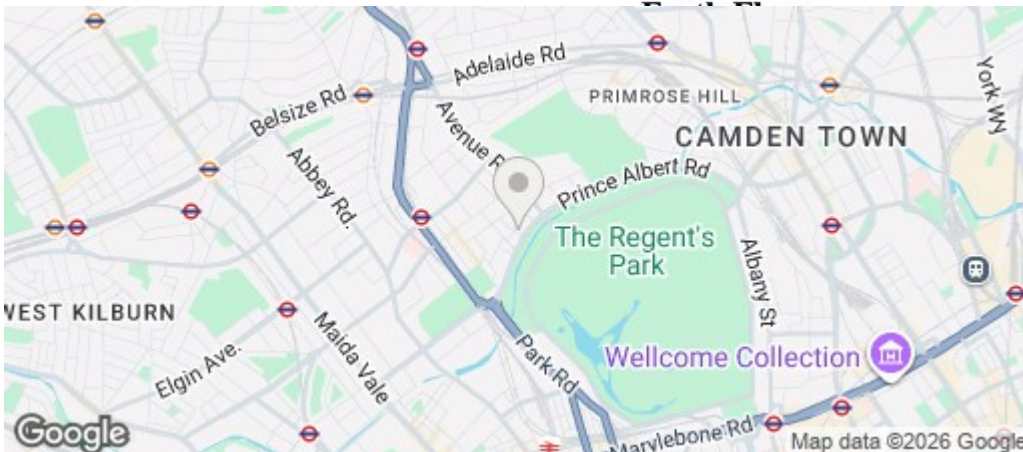 Adelaide Rd
Belsize Rd
PRIMROSE HILL
York WY
CAMDEN TOWN
Avenue R
Abbey Rd.
Prince Albert Rd
The Regent's
Park
Albany St
WEST KILBURN
Maida Vale
Elgin Ave.
Park Rd
Wellcome Collection
Marylebone Rd
Google
Map data ©2026 Google